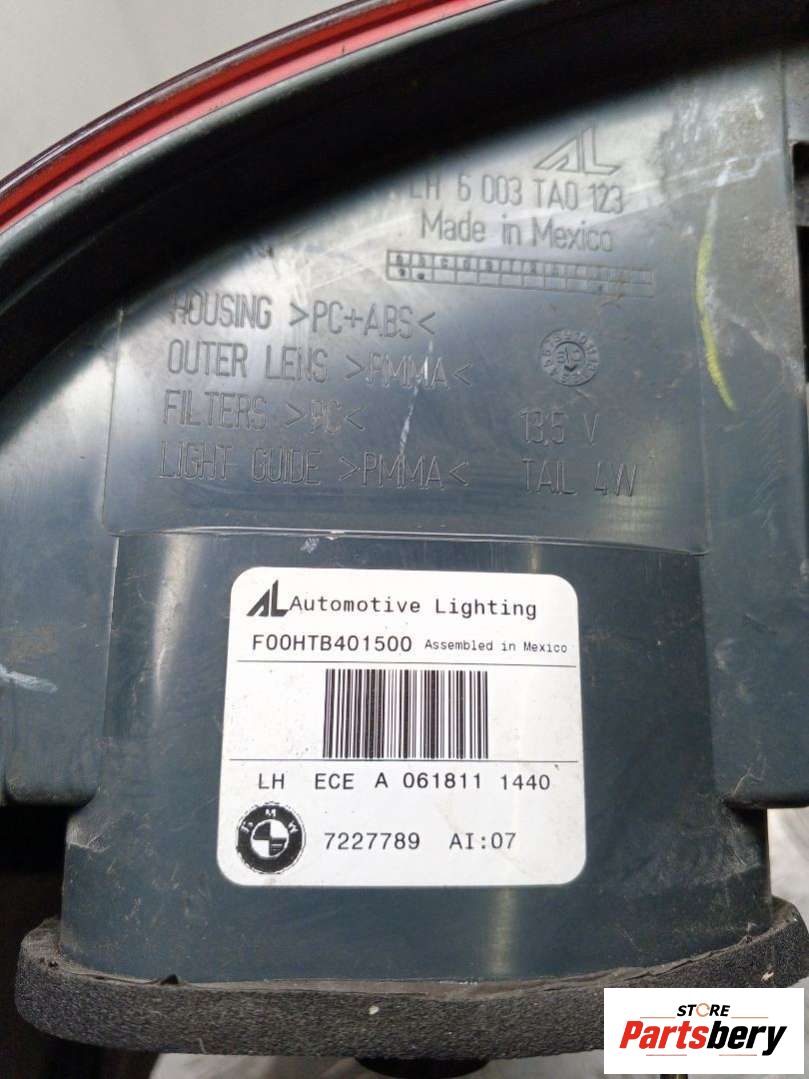 AL
LH 6 003 TA0 123
Made in Mexico
HOUSING >PC+ABS<
OUTER LENS >PMMA<
FILTERS >PC< 13,5 V
LIGHT GUIDE >PMMA< TAIL 4W
AL Automotive Lighting
F00HTB401500 Assembled in Mexico
LH ECE A 061811 1440
BMW 7227789 AI:07
STORE
Partsbery